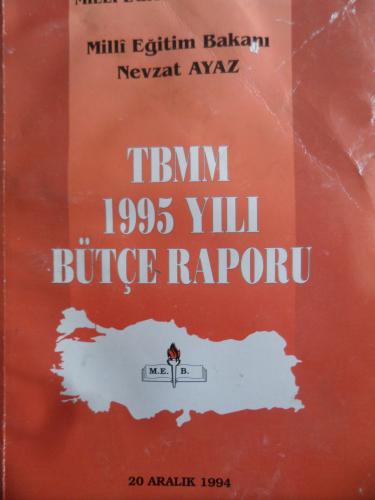 Millî Eğitim Bakanı
Nevzat AYAZ
TBMM
1995 YILI
BÜTÇE RAPORU
M.E. B.
20 ARALIK 1994